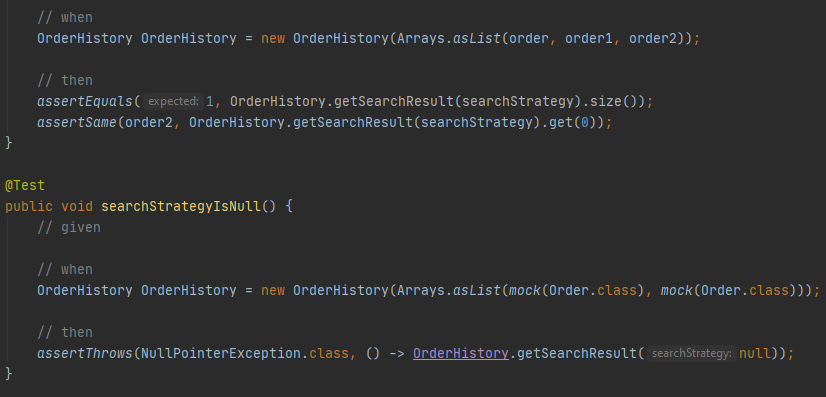 // when
OrderHistory OrderHistory = new OrderHistory(Arrays.asList(order, order1, order2));
// then
assertEquals( expected: 1, OrderHistory.getSearchResult(searchStrategy).size());
assertSame(order2, OrderHistory.getSearchResult(searchStrategy).get(0));
}
@Test
public void searchStrategyIsNull() {
// given
// when
OrderHistory OrderHistory = new OrderHistory(Arrays.asList(mock(Order.class), mock(Order.class)));
// then
assertThrows(NullPointerException.class, () -> OrderHistory.getSearchResult( searchStrategy: null));
}